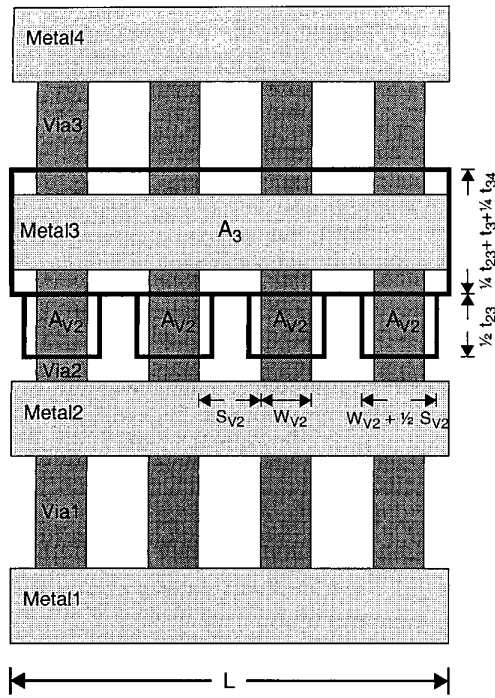 Metal4
Via3
Metal3
A3
¼ t23 + t3 + ¼ t34
AV2 AV2 AV2 AV2
½ t23
Via2
Metal2
SV2 WV2 WV2 + ½ SV2
Via1
Metal1
L